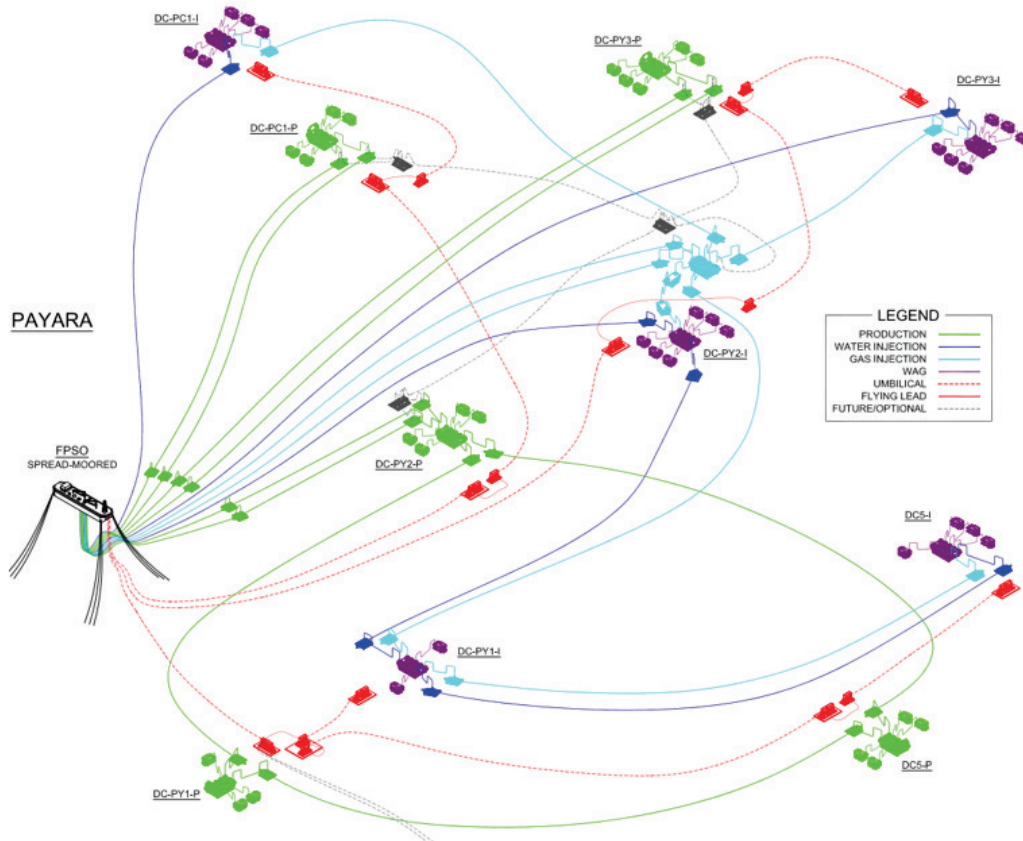 DC-PC1-I
DC-PY3-P
DC-PY3-I
DC-PC1-P
PAYARA
LEGEND
PRODUCTION
WATER INJECTION
GAS INJECTION
WAG
UMBILICAL
FLYING LEAD
FUTURE/OPTIONAL
DC-PY2-I
FPSO
SPREAD-MOORED
DC-PY2-P
DC5-I
DC-PY1-I
DC5-P
DC-PY1-P